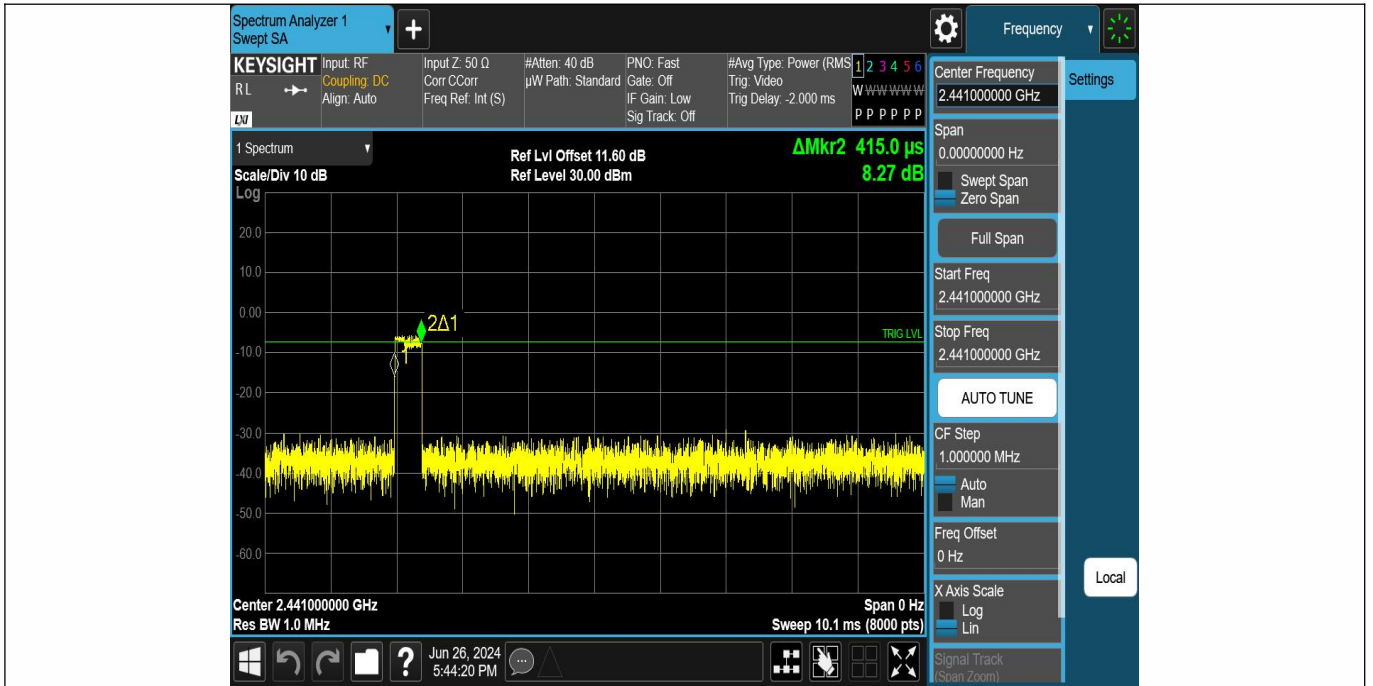 Spectrum Analyzer 1
Swept SA
+
Frequency
KEYSIGHT
RL
LXI
Input: RF
Coupling: DC
Align: Auto
Input Z: 50 Ω
Corr CCorr
Freq Ref: Int (S)
#Atten: 40 dB
µW Path: Standard
PNO: Fast
Gate: Off
IF Gain: Low
Sig Track: Off
#Avg Type: Power (RMS
Trig: Video
Trig Delay: -2.000 ms
1 2 3 4 5 6
W W W W W W
P P P P P P
1 Spectrum
Scale/Div 10 dB
Ref Lvl Offset 11.60 dB
Ref Level 30.00 dBm
ΔMkr2 415.0 µs
8.27 dB
Log
20.0
10.0
0.00
-10.0
-20.0
-30.0
-40.0
-50.0
-60.0
2Δ1
1
TRIG LVL
Center 2.441000000 GHz
Res BW 1.0 MHz
Span 0 Hz
Sweep 10.1 ms (8000 pts)
Center Frequency
2.441000000 GHz
Settings
Span
0.00000000 Hz
Swept Span
Zero Span
Full Span
Start Freq
2.441000000 GHz
Stop Freq
2.441000000 GHz
AUTO TUNE
CF Step
1.000000 MHz
Auto
Man
Freq Offset
0 Hz
X Axis Scale
Log
Lin
Local
Signal Track
(Span Zoom)
?
Jun 26, 2024
5:44:20 PM